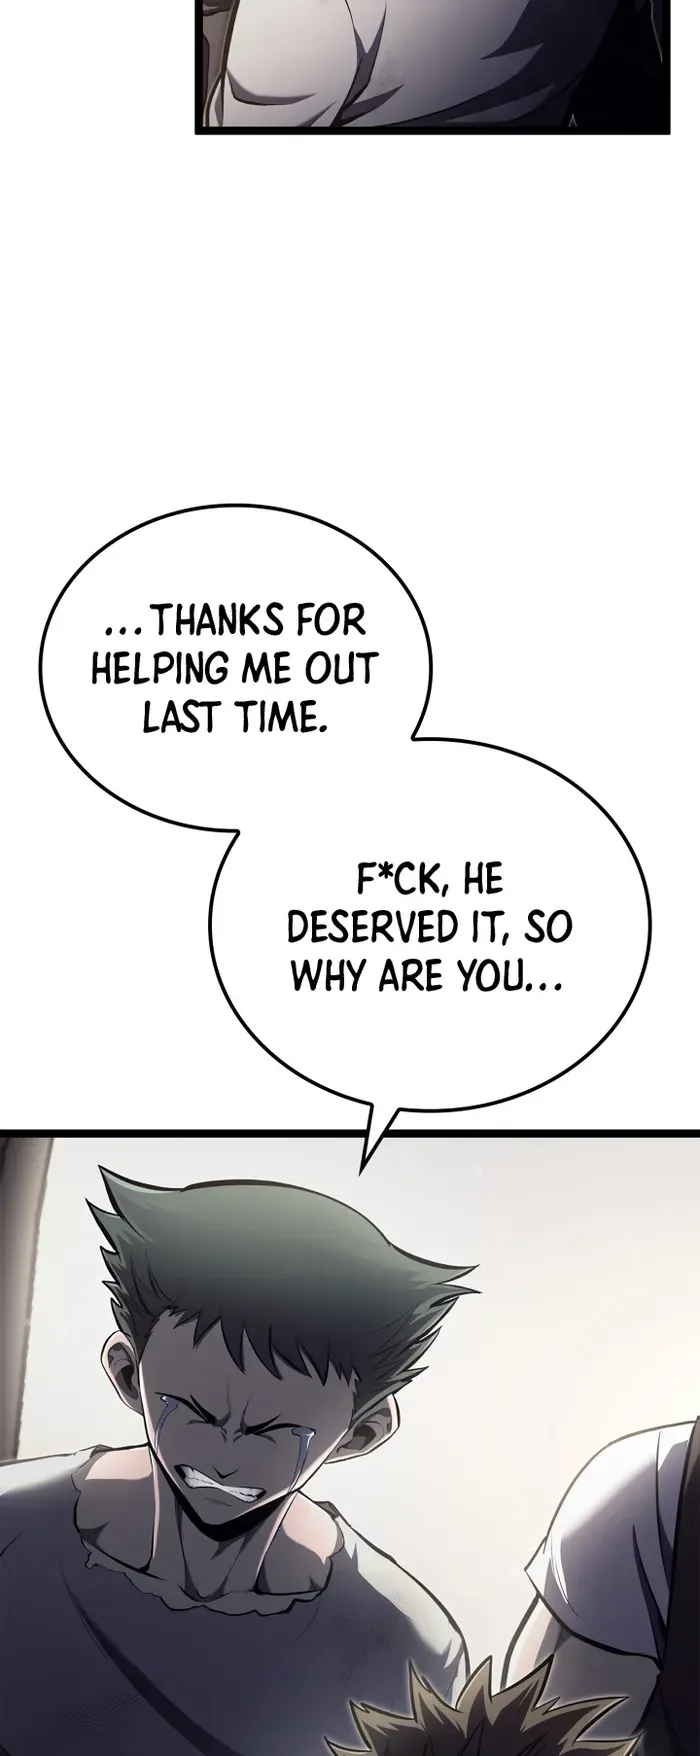 ...THANKS FOR
HELPING ME OUT
LAST TIME.
F*CK, HE
DESERVED IT, SO
WHY ARE YOU...